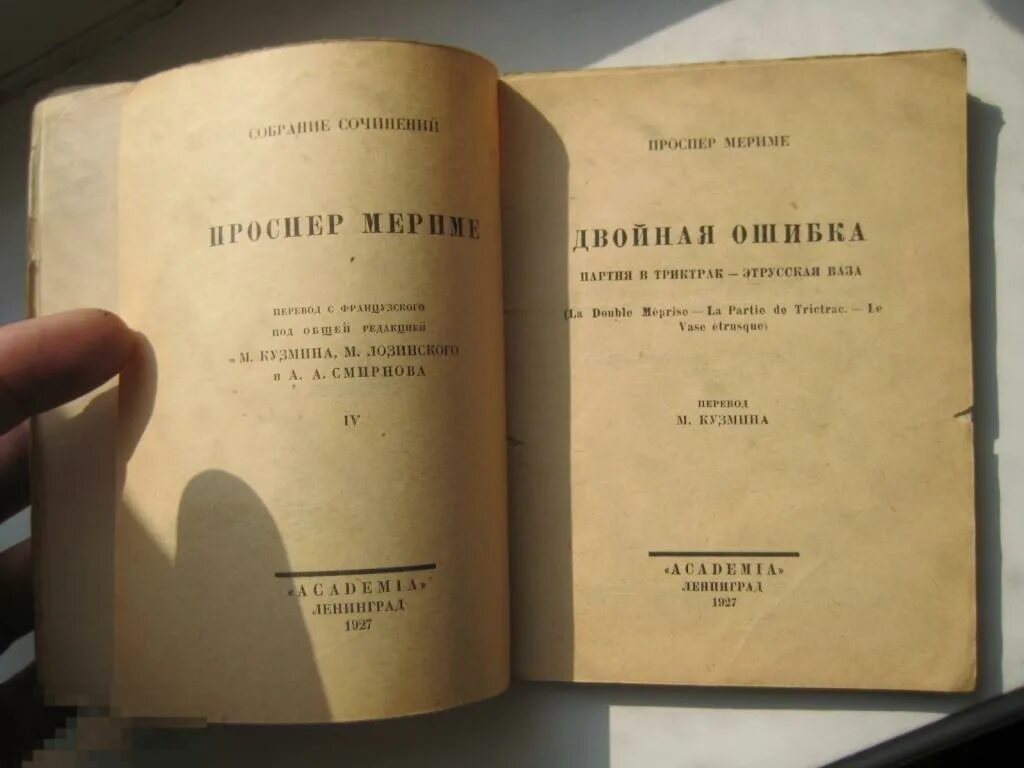 СОБРАНИЕ СОЧИНЕНИЙ
ПРОСПЕР МЕРИМЕ
ПЕРЕВОД С ФРАНЦУЗСКОГО
ПОД ОБЩЕЙ РЕДАКЦИЕЙ
М. КУЗМИНА, М. ЛОЗИНСКОГО
и А. А. СМИРНОВА
IV
«ACADEMIA»
ЛЕНИНГРАД
1927
ПРОСПЕР МЕРИМЕ
ДВОЙНАЯ ОШИБКА
ПАРТИЯ В ТРИКТРАК — ЭТРУССКАЯ ВАЗА
(La Double Méprise — La Partie de Trictrac. — Le
Vase étrusque)
ПЕРЕВОД
М. КУЗМИНА
«ACADEMIA»
ЛЕНИНГРАД
1927